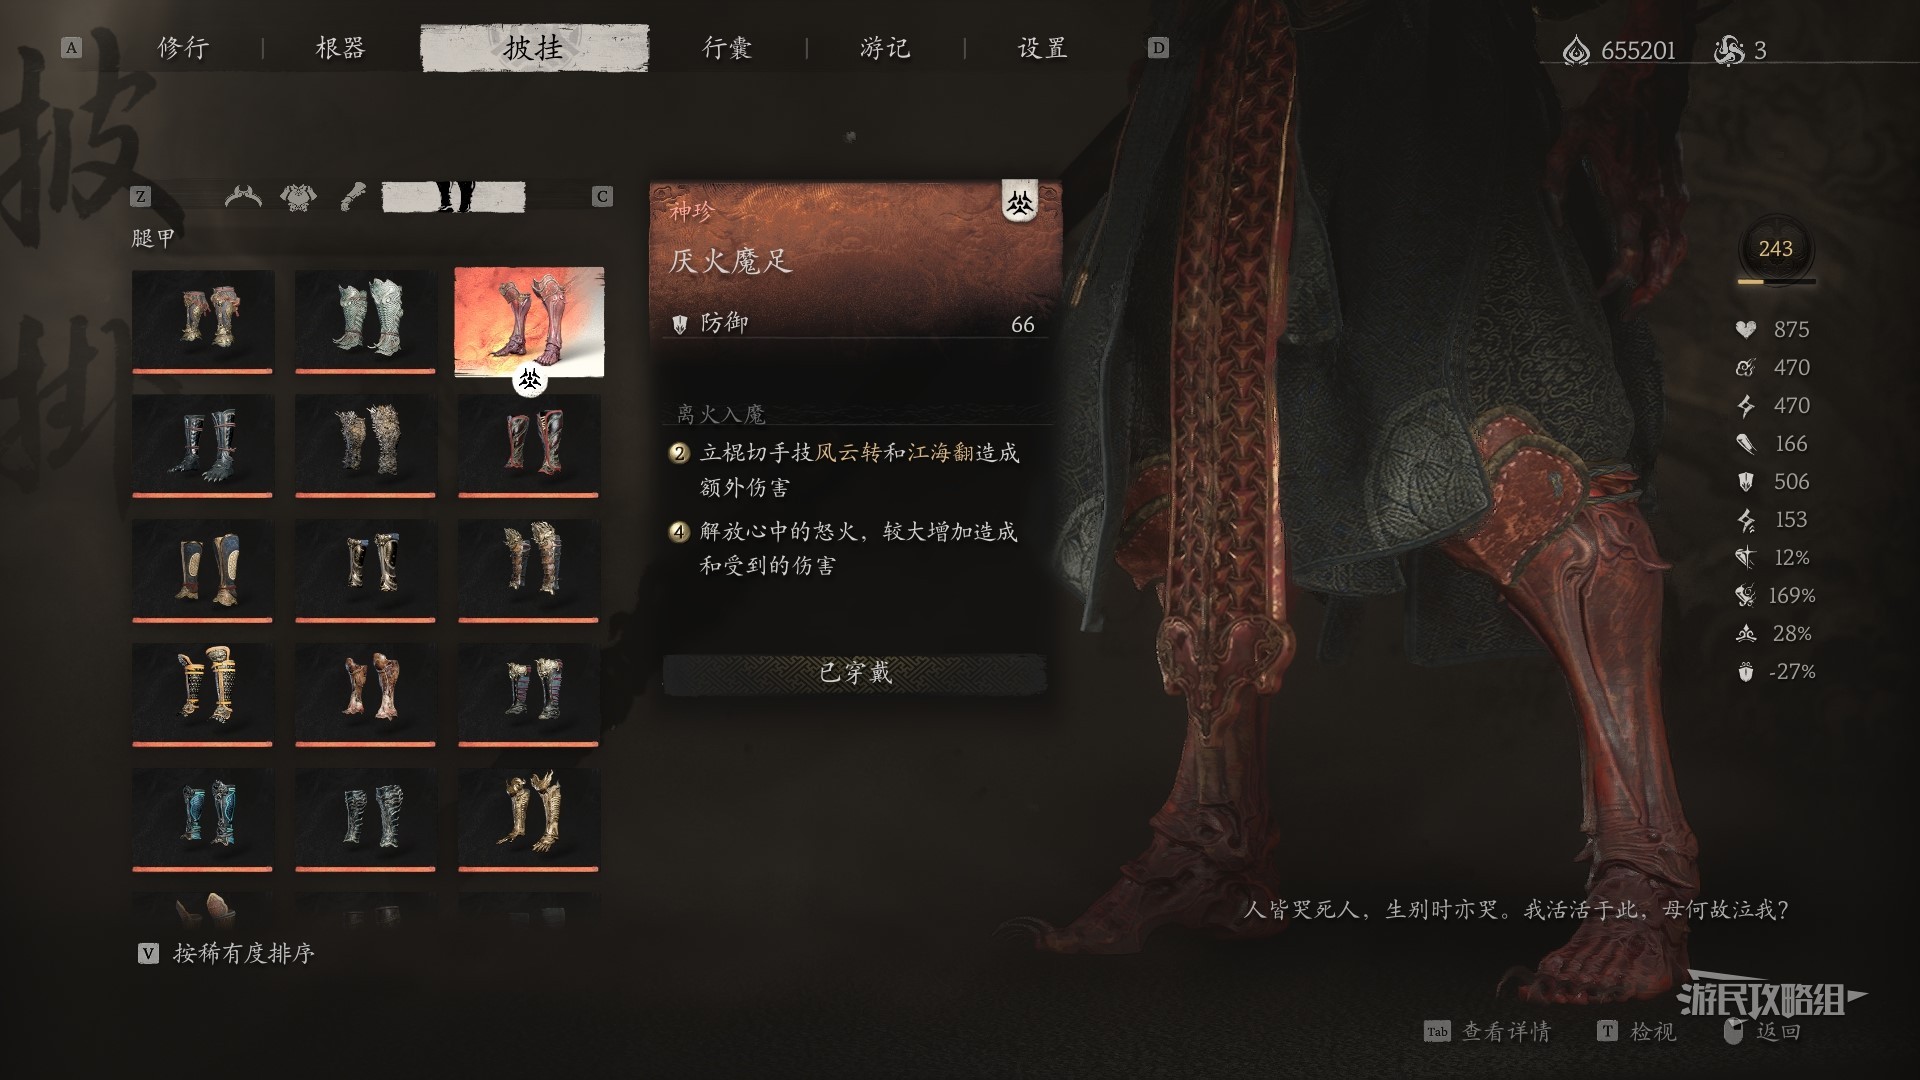 A 修行 根器 披挂 行囊 游记 设置 D 655201 3
披挂
Z C
腿甲
神珍
厌火魔足
防御 66
离火入魔
2 立棍切手技风云转和江海翻造成
额外伤害
4 解放心中的怒火，较大增加造成
和受到的伤害
已穿戴
243
875
470
470
166
506
153
12%
169%
28%
-27%
人皆哭死人，生别时亦哭。我活活于此，母何故泣我？
V 按稀有度排序
游民攻略组
Tab 查看详情 T 检视 返回